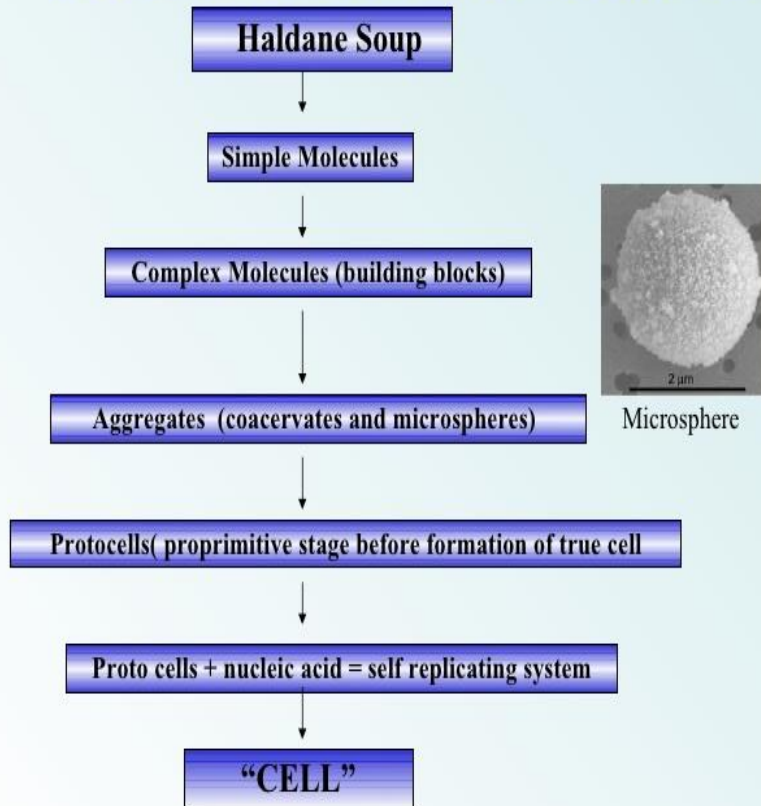 Haldane Soup
Simple Molecules
Complex Molecules (building blocks)
2 µm
Aggregates (coacervates and microspheres)
Microsphere
Protocells( proprimitive stage before formation of true cell
Proto cells + nucleic acid = self replicating system
“CELL”